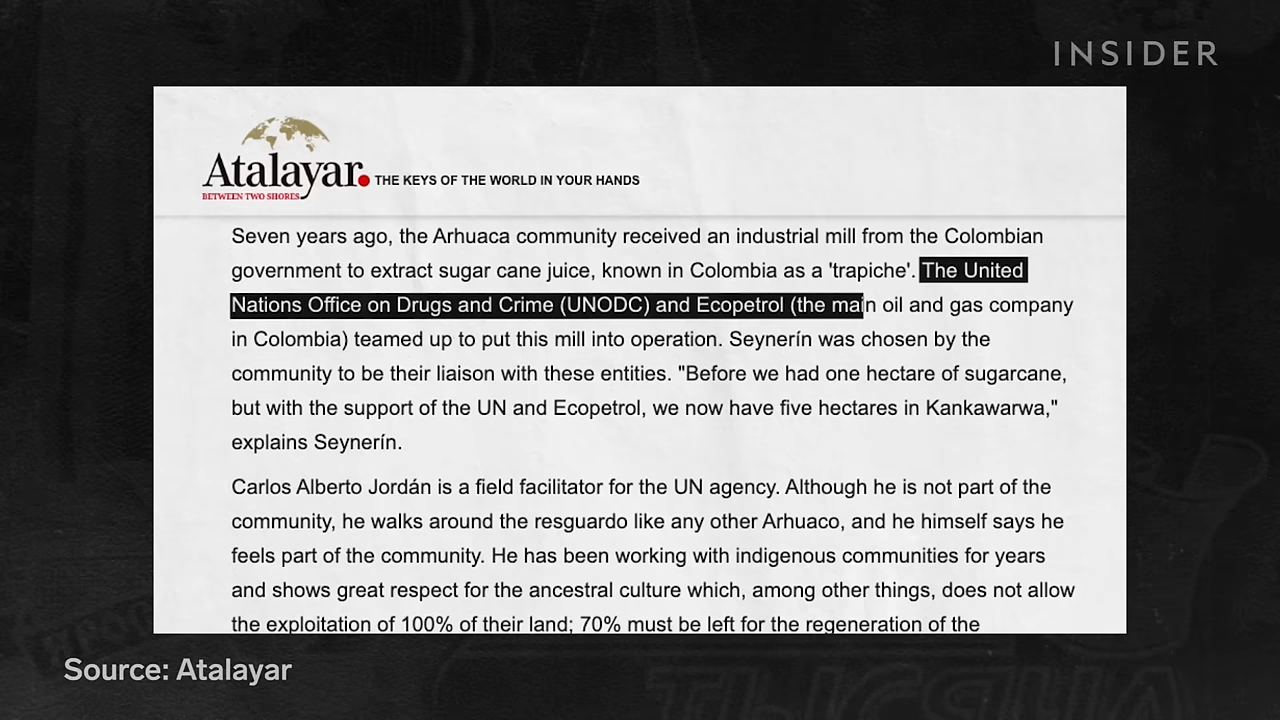 INSIDER
Atalayar
THE KEYS OF THE WORLD IN YOUR HANDS
BETWEEN TWO SHORES
Seven years ago, the Arhuaca community received an industrial mill from the Colombian
government to extract sugar cane juice, known in Colombia as a 'trapiche'. The United
Nations Office on Drugs and Crime (UNODC) and Ecopetrol (the main oil and gas company
in Colombia) teamed up to put this mill into operation. Seynerín was chosen by the
community to be their liaison with these entities. "Before we had one hectare of sugarcane,
but with the support of the UN and Ecopetrol, we now have five hectares in Kankawarwa,"
explains Seynerín.
Carlos Alberto Jordán is a field facilitator for the UN agency. Although he is not part of the
community, he walks around the resguardo like any other Arhuaco, and he himself says he
feels part of the community. He has been working with indigenous communities for years
and shows great respect for the ancestral culture which, among other things, does not allow
the exploitation of 100% of their land; 70% must be left for the regeneration of the
Source: Atalayar